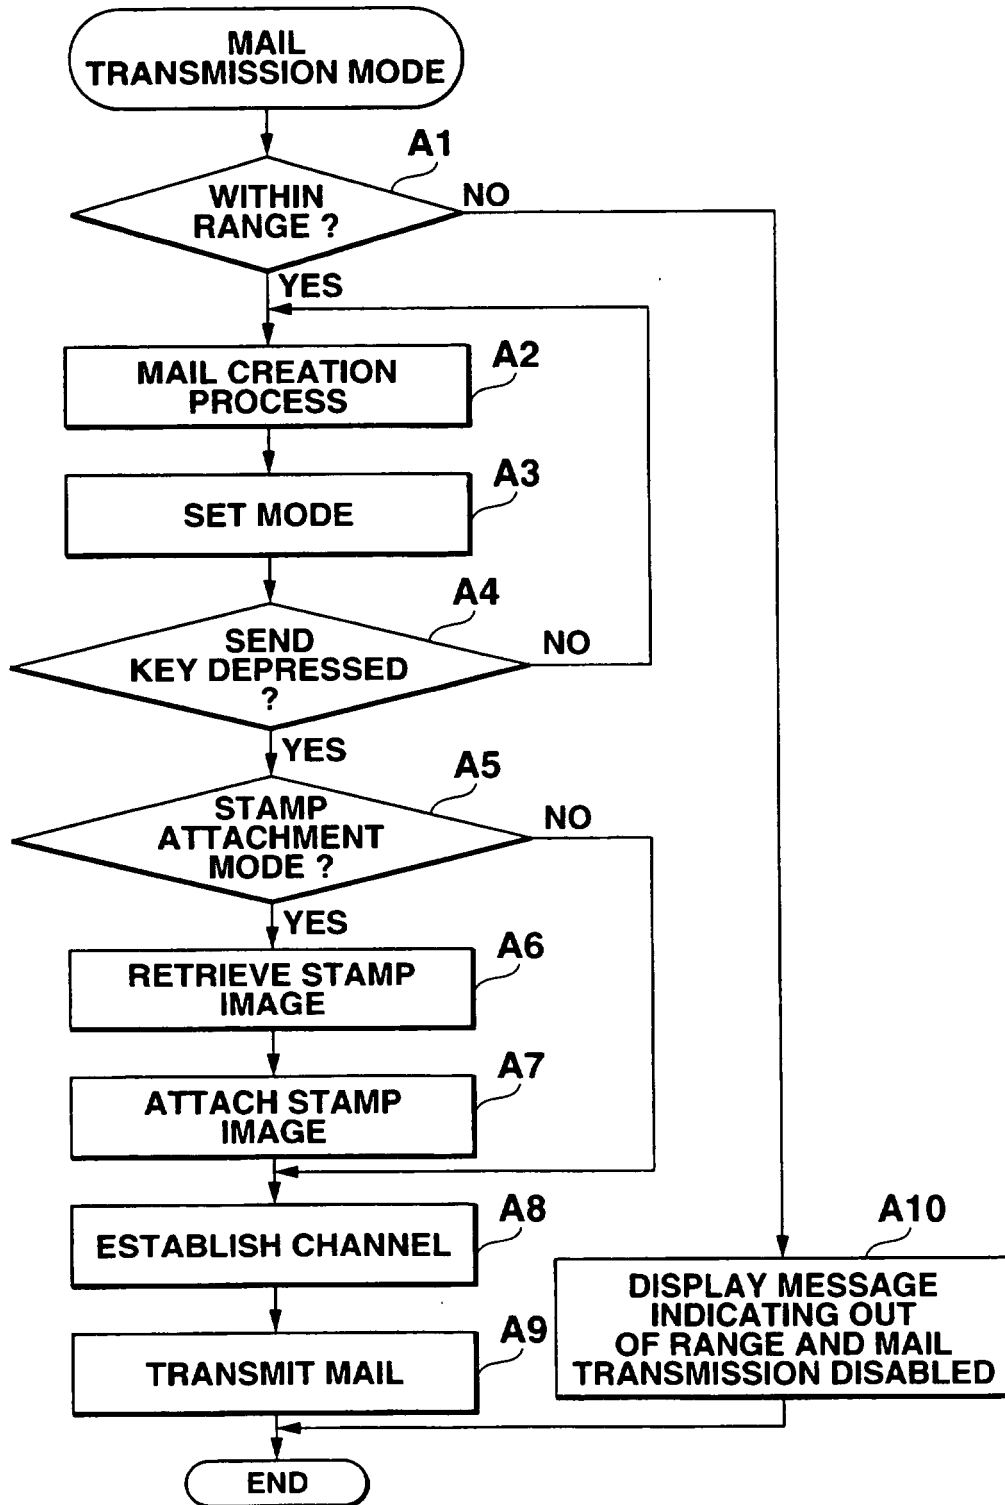 MAIL
TRANSMISSION MODE
A1
WITHIN
RANGE ?
NO
YES
A2
MAIL CREATION
PROCESS
A3
SET MODE
A4
SEND
KEY DEPRESSED
?
NO
YES
A5
STAMP
ATTACHMENT
MODE ?
NO
YES
A6
RETRIEVE STAMP
IMAGE
A7
ATTACH STAMP
IMAGE
A8
ESTABLISH CHANNEL
A10
DISPLAY MESSAGE
INDICATING OUT
OF RANGE AND MAIL
TRANSMISSION DISABLED
A9
TRANSMIT MAIL
END